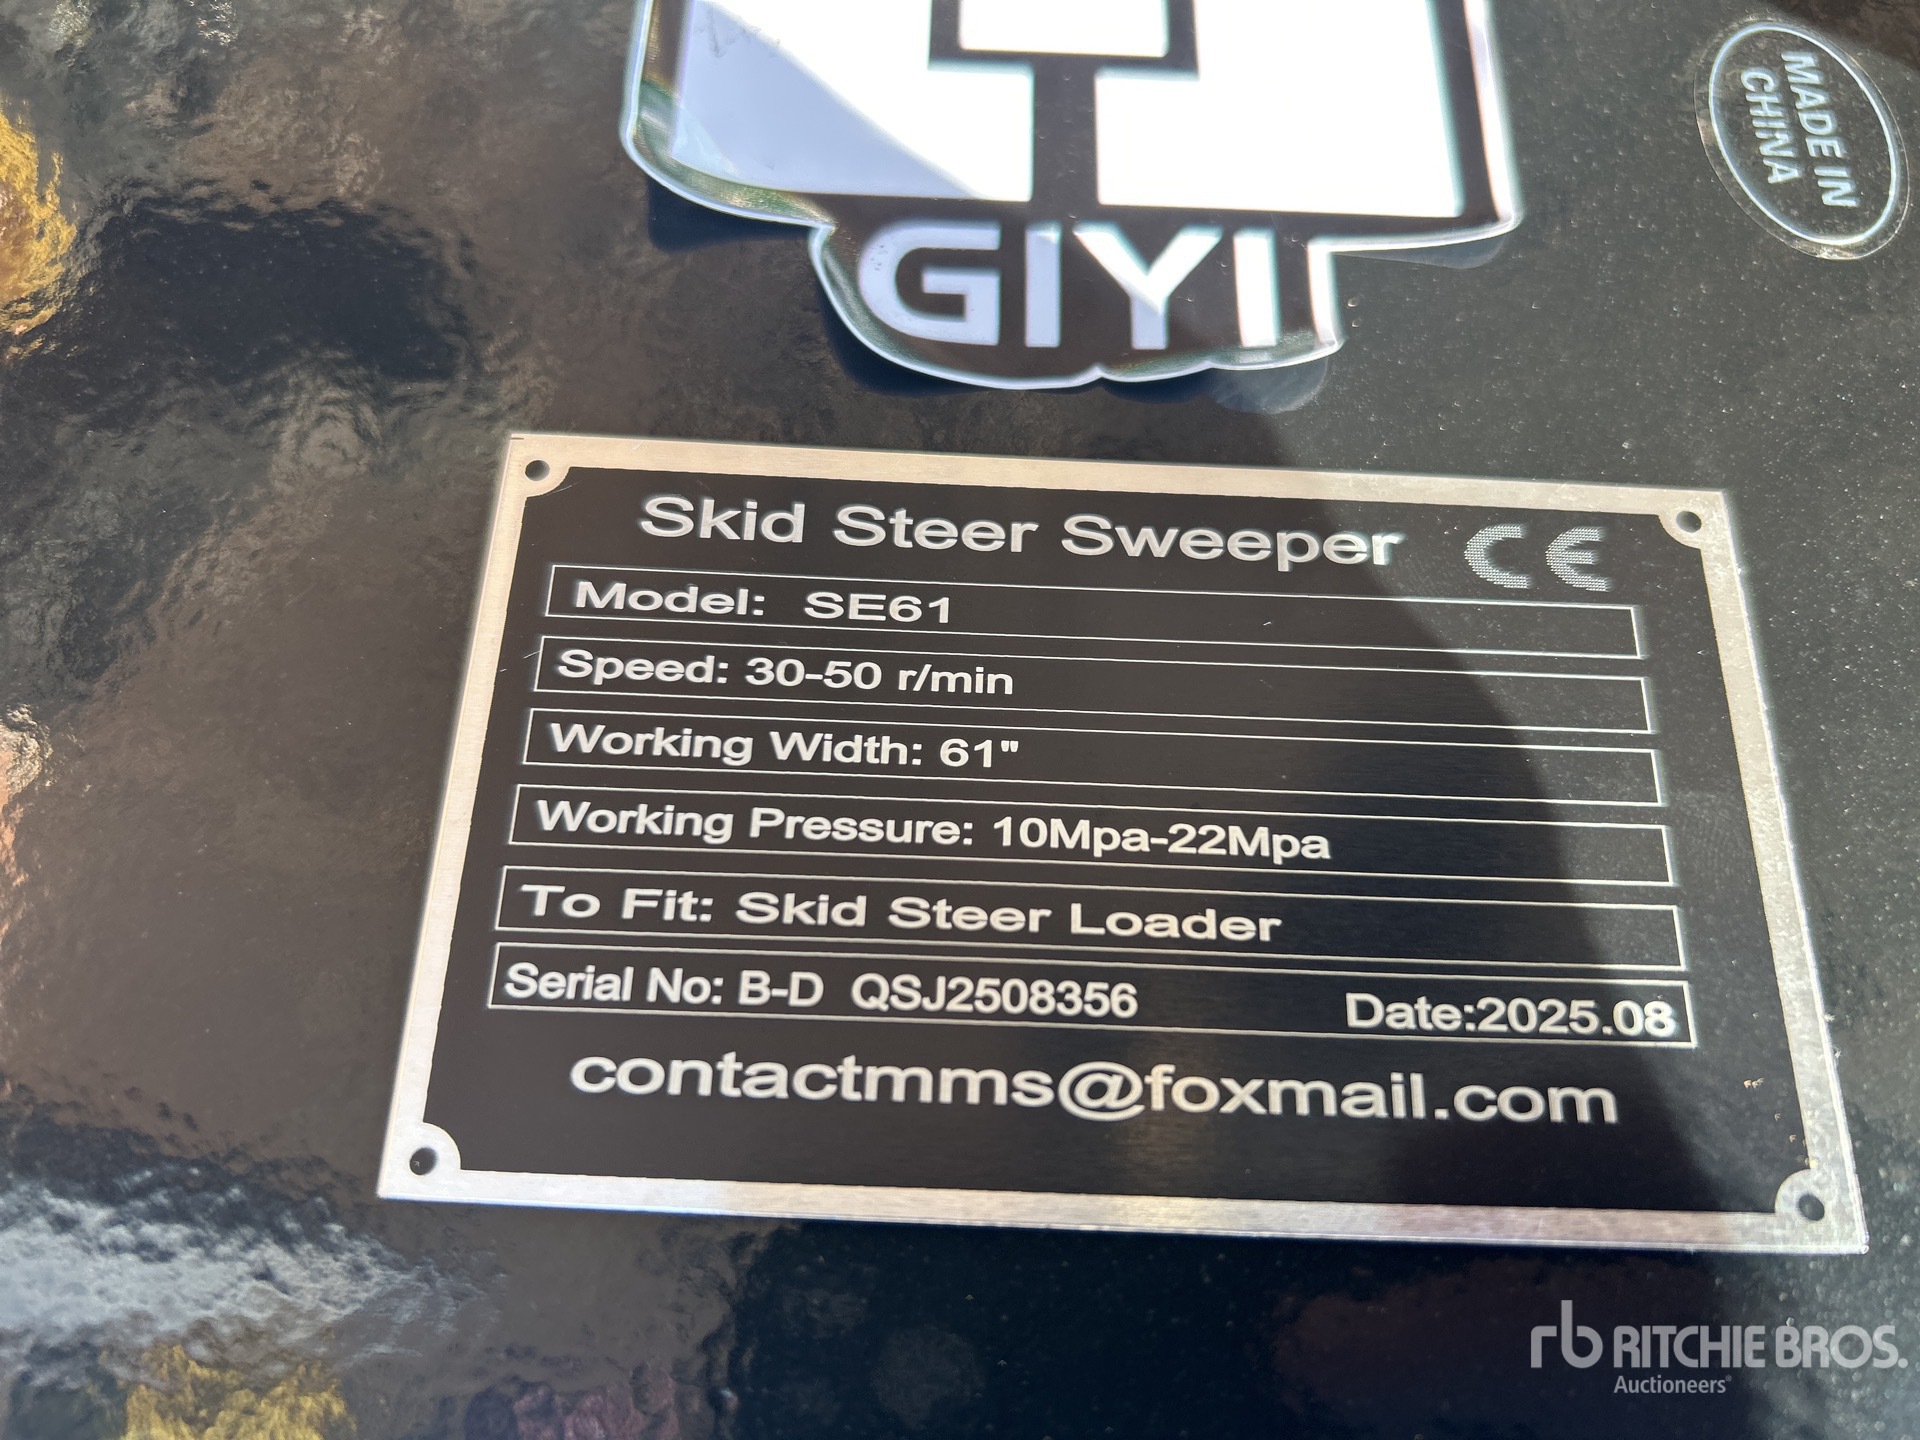 MADE IN
CHINA
GIYI
Skid Steer Sweeper CE
Model: SE61
Speed: 30-50 r/min
Working Width: 61"
Working Pressure: 10Mpa-22Mpa
To Fit: Skid Steer Loader
Serial No: B-D QSJ2508356 Date:2025.08
contactmms@foxmail.com
rb RITCHIE BROS.
Auctioneers®